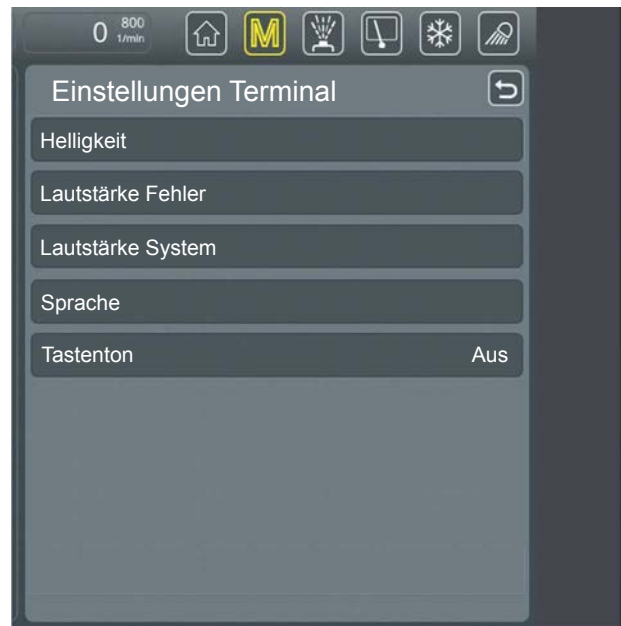 0 800
1/min
M
Einstellungen Terminal
Helligkeit
Lautstärke Fehler
Lautstärke System
Sprache
Tastenton Aus